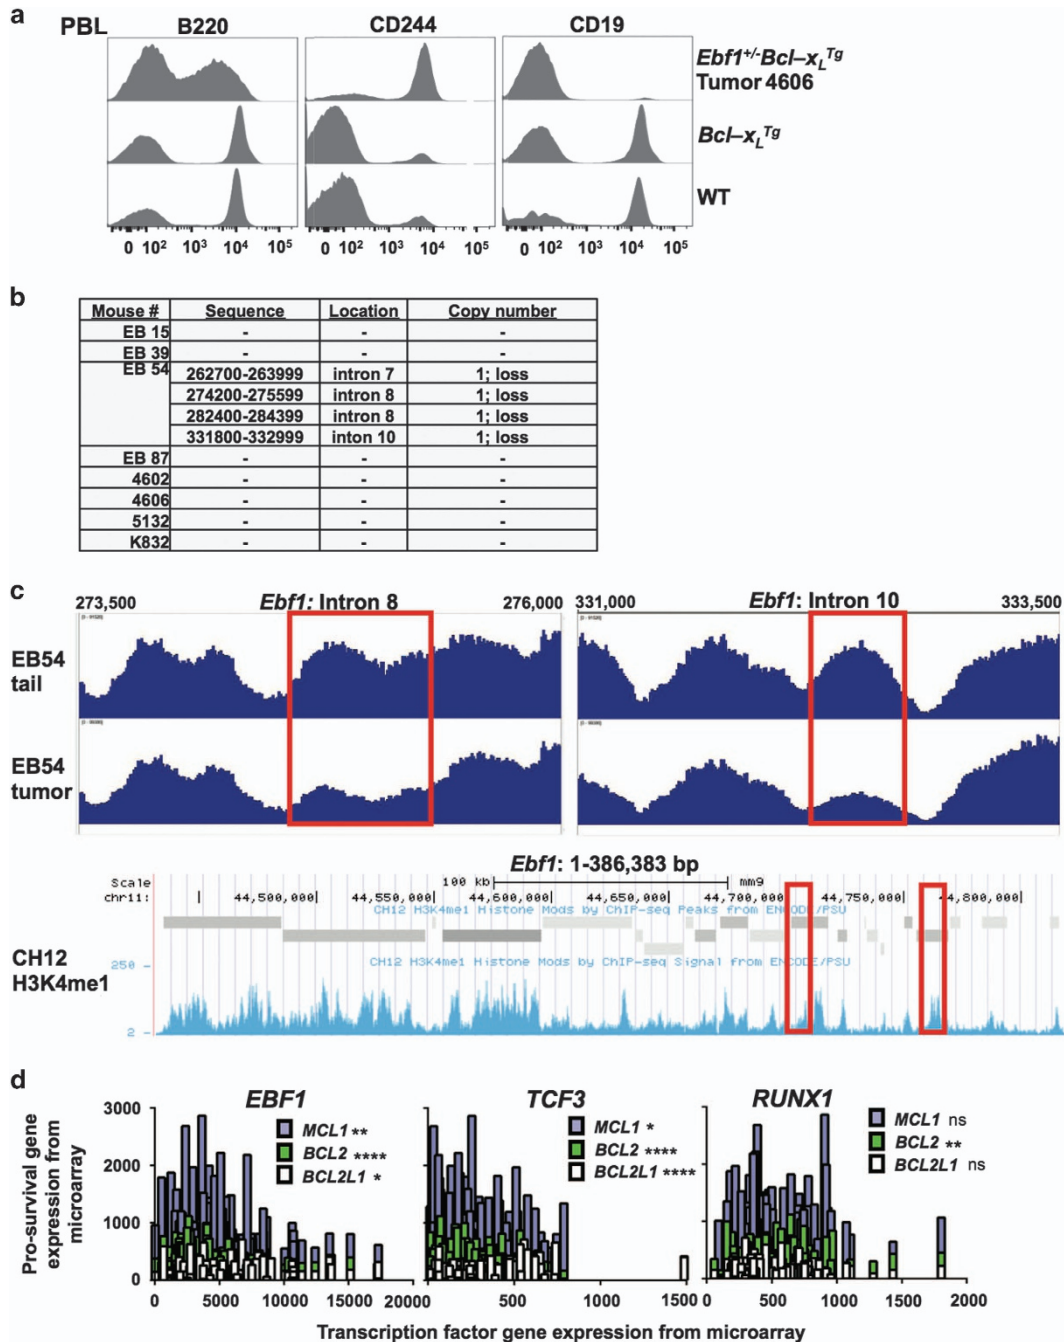 a
PBL
B220
CD244
CD19
Ebf1+/-Bcl–xLTg
Tumor 4606
Bcl–xLTg
WT
0 10² 10³ 10⁴ 10⁵
0 10² 10³ 10⁴ 10⁵
0 10² 10³ 10⁴ 10⁵
b
Mouse # Sequence Location Copy number
EB 15 - - -
EB 39 - - -
EB 54 262700-263999 intron 7 1; loss
274200-275599 intron 8 1; loss
282400-284399 intron 8 1; loss
331800-332999 inton 10 1; loss
EB 87 - - -
4602 - - -
4606 - - -
5132 - - -
K832 - - -
c
273,500 Ebf1: Intron 8 276,000
331,000 Ebf1: Intron 10 333,500
EB54
tail
EB54
tumor
Ebf1: 1-386,383 bp
Scale 100 kb mm9
chr11: 44,500,000 44,550,000 44,600,000 44,650,000 44,700,000 44,750,000 44,800,000
CH12 H3K4me1 Histone Mods by ChIP-seq Peaks from ENCODE/PSU
CH12
H3K4me1
CH12 H3K4me1 Histone Mods by ChIP-seq Signal from ENCODE/PSU
250 -
2 -
d
EBF1
MCL1 **
BCL2 ****
BCL2L1 *
TCF3
MCL1 *
BCL2 ****
BCL2L1 ****
RUNX1
MCL1 ns
BCL2 **
BCL2L1 ns
Pro-survival gene
expression from
microarray
3000
2000
1000
0
0 5000 10000 15000 20000
500 1000 1500
0 500 1000 1500 2000
Transcription factor gene expression from microarray